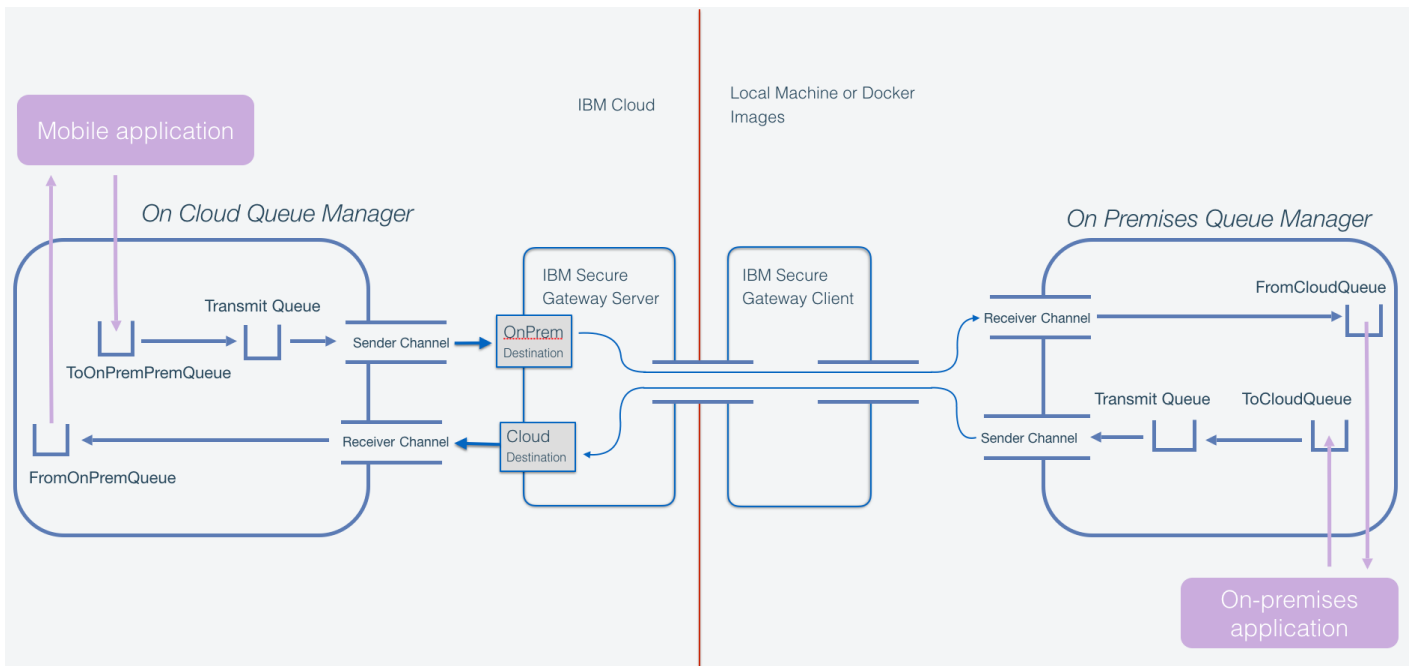 IBM Cloud
Local Machine or Docker
Images
Mobile application
On Cloud Queue Manager
On Premises Queue Manager
IBM Secure
Gateway Server
IBM Secure
Gateway Client
FromCloudQueue
Transmit Queue
Receiver Channel
OnPrem
Destination
Sender Channel
ToOnPremPremQueue
Transmit Queue
ToCloudQueue
Cloud
Destination
Receiver Channel
Sender Channel
FromOnPremQueue
On-premises
application